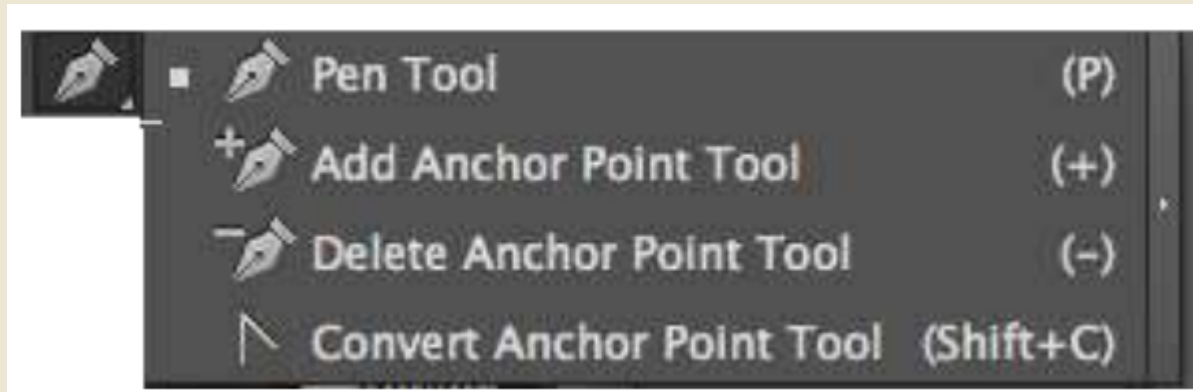 Pen Tool (P)
Add Anchor Point Tool (+)
Delete Anchor Point Tool (-)
Convert Anchor Point Tool (Shift+C)